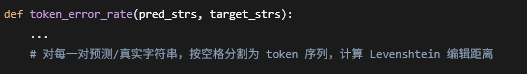 def token_error_rate(pred_strs, target_strs):
    ...
    # 对每一对预测/真实字符串，按空格分割为 token 序列，计算 Levenshtein 编辑距离